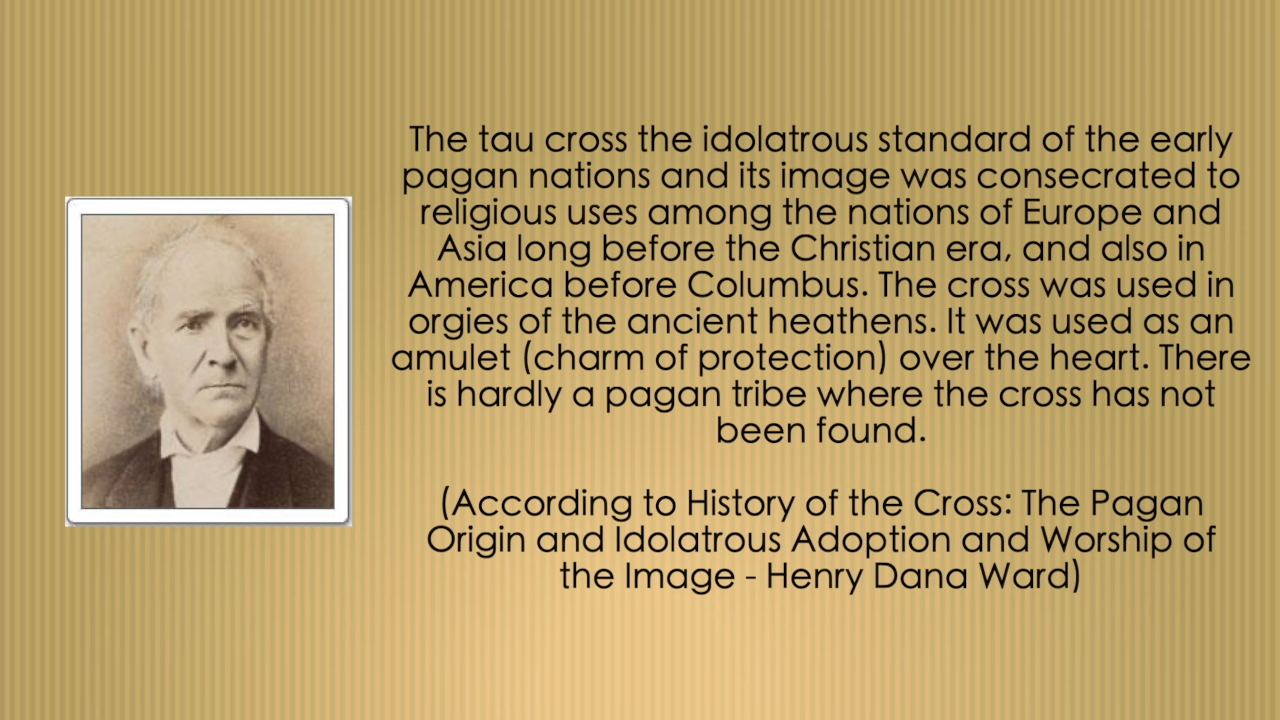 The tau cross the idolatrous standard of the early
pagan nations and its image was consecrated to
religious uses among the nations of Europe and
Asia long before the Christian era, and also in
America before Columbus. The cross was used in
orgies of the ancient heathens. It was used as an
amulet (charm of protection) over the heart. There
is hardly a pagan tribe where the cross has not
been found.
(According to History of the Cross: The Pagan
Origin and Idolatrous Adoption and Worship of
the Image - Henry Dana Ward)